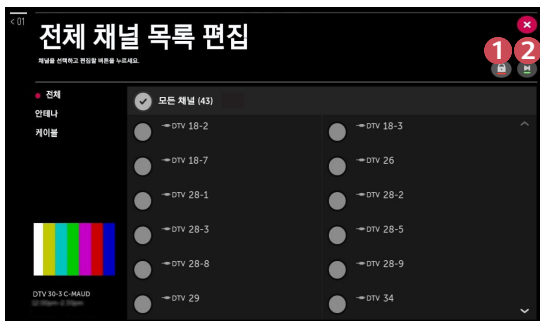 < 01
전체 채널 목록 편집
채널을 선택하고 편집할 버튼을 누르세요.
1 2
전체
안테나
케이블
모든 채널 (43)
DTV 18-2
DTV 18-3
DTV 18-7
DTV 26
DTV 28-1
DTV 28-2
DTV 28-3
DTV 28-5
DTV 28-8
DTV 28-9
DTV 29
DTV 34
DTV 30-3 C-MAUD